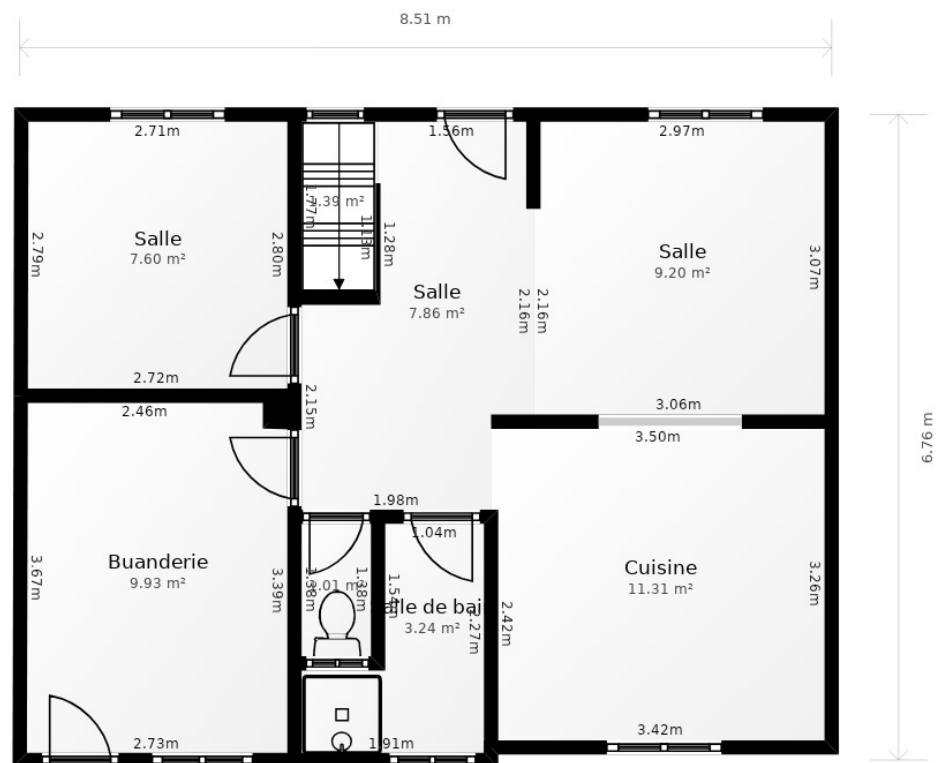 8.51 m
2.71m
1.56m
2.97m
1.77m
1.39 m²
1.13m
1.28m
Salle
7.60 m²
2.79m
2.80m
Salle
9.20 m²
3.07m
Salle
7.86 m²
2.16m
2.16m
2.72m
2.46m
2.15m
3.06m
3.50m
6.76 m
1.98m
1.04m
Buanderie
9.93 m²
3.67m
3.39m
1.38m
1.01 m²
1.38m
1.54m
Salle de bain
3.24 m²
2.27m
2.42m
Cuisine
11.31 m²
3.26m
2.73m
1.91m
3.42m